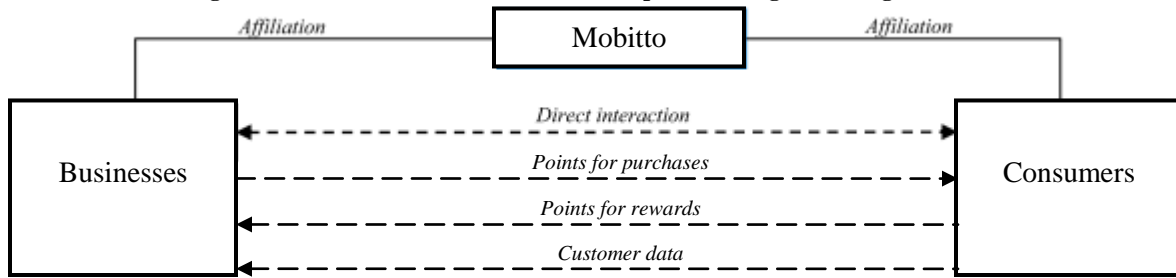 Affiliation
Mobitto
Affiliation
Direct interaction
Businesses
Points for purchases
Consumers
Points for rewards
Customer data